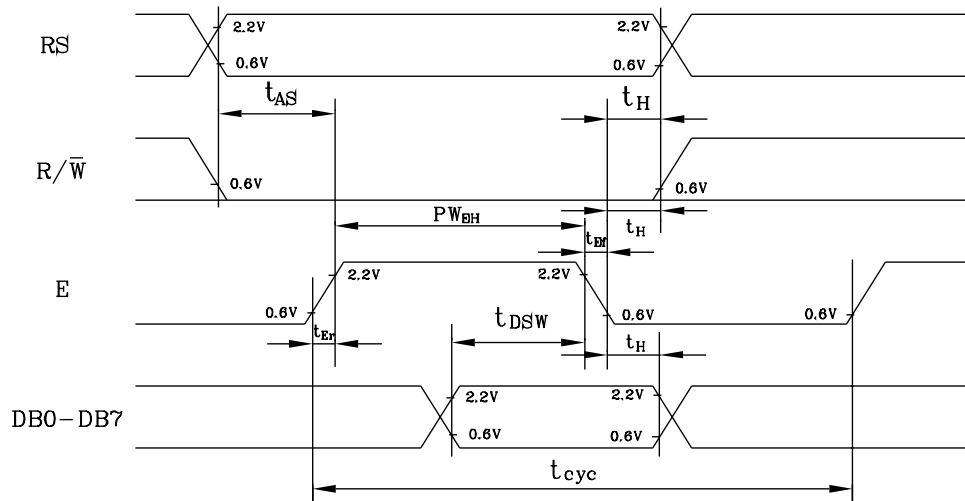 RS
2.2V
2.2V
0.6V
0.6V
tAS
tH
R/W̅
0.6V
0.6V
PWEH
tEf
tH
E
2.2V
2.2V
0.6V
0.6V
0.6V
tEr
tDSW
tH
DB0-DB7
2.2V
2.2V
0.6V
0.6V
tcyc